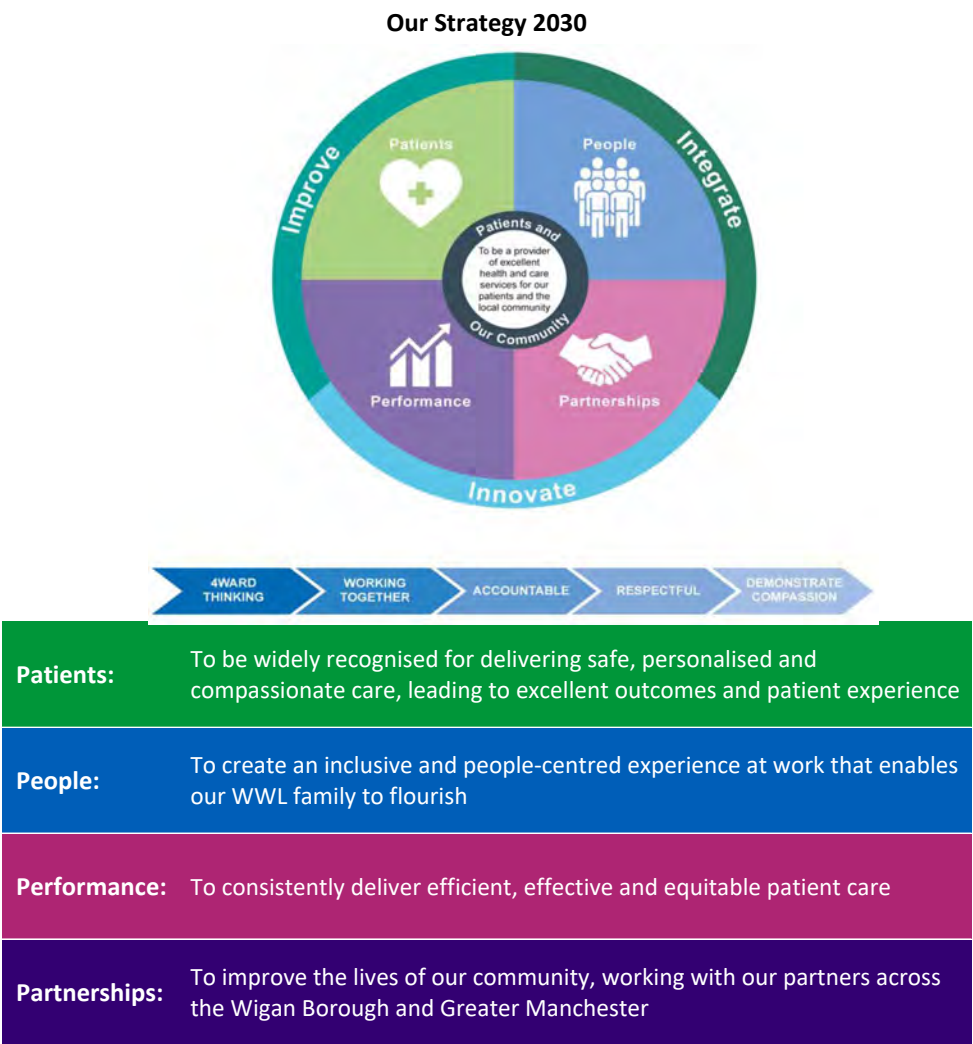 Our Strategy 2030
Improve
Integrate
Innovate
Patients
People
Patients and
To be a provider
of excellent
health and care
services for our
patients and the
local community
Our Community
Performance
Partnerships
4WARD
THINKING
WORKING
TOGETHER
ACCOUNTABLE
RESPECTFUL
DEMONSTRATE
COMPASSION
Patients:
To be widely recognised for delivering safe, personalised and
compassionate care, leading to excellent outcomes and patient experience
People:
To create an inclusive and people-centred experience at work that enables
our WWL family to flourish
Performance:
To consistently deliver efficient, effective and equitable patient care
Partnerships:
To improve the lives of our community, working with our partners across
the Wigan Borough and Greater Manchester